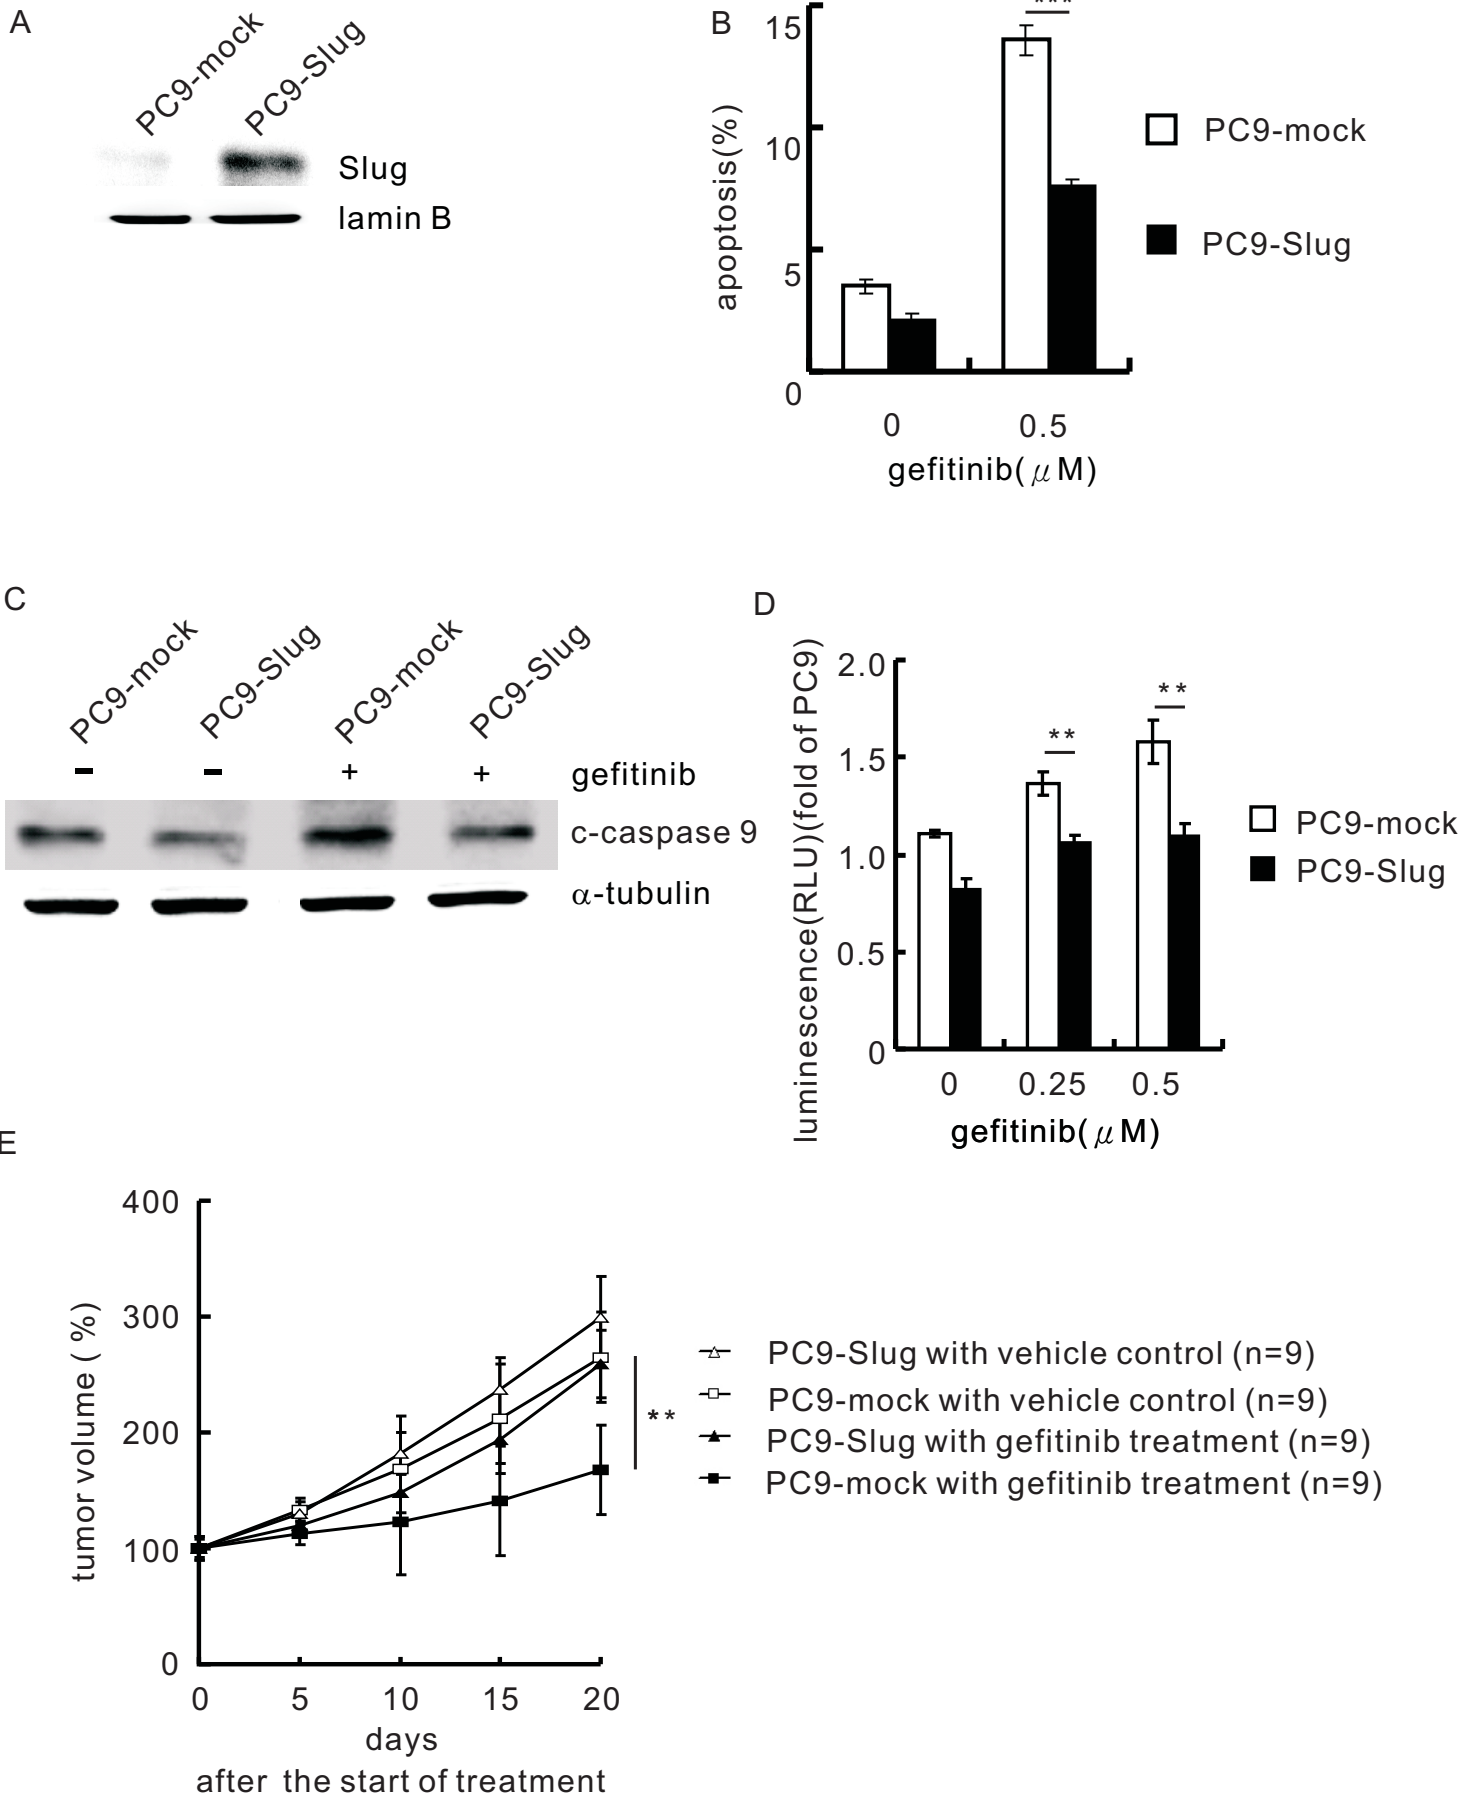 A
PC9-mock
PC9-Slug
Slug
lamin B
B
***
15
10
5
0
apoptosis(%)
0
0.5
gefitinib(μM)
PC9-mock
PC9-Slug
C
PC9-mock
PC9-Slug
PC9-mock
PC9-Slug
− − + + gefitinib
c-caspase 9
α-tubulin
D
luminescence(RLU)(fold of PC9)
2.0
1.5
1.0
0.5
0
**
**
0 0.25 0.5
gefitinib(μM)
PC9-mock
PC9-Slug
E
tumor volume ( %)
400
300
200
100
0
**
0 5 10 15 20
days
after the start of treatment
PC9-Slug with vehicle control (n=9)
PC9-mock with vehicle control (n=9)
PC9-Slug with gefitinib treatment (n=9)
PC9-mock with gefitinib treatment (n=9)